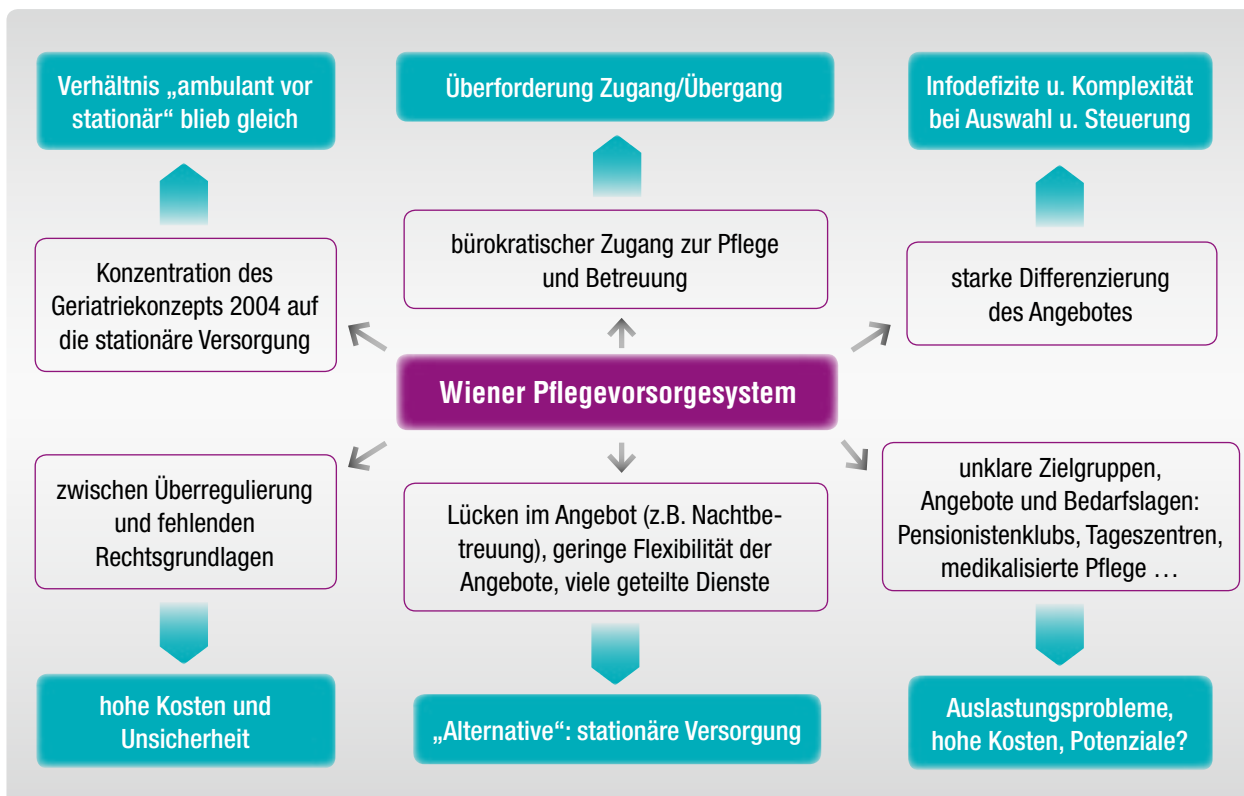 Verhältnis „ambulant vor
stationär“ blieb gleich
Überforderung Zugang/Übergang
Infodefizite u. Komplexität
bei Auswahl u. Steuerung
Konzentration des
Geriatriekonzepts 2004 auf
die stationäre Versorgung
bürokratischer Zugang zur Pflege
und Betreuung
starke Differenzierung
des Angebotes
Wiener Pflegevorsorgesystem
zwischen Überregulierung
und fehlenden
Rechtsgrundlagen
Lücken im Angebot (z.B. Nachtbe-
treuung), geringe Flexibilität der
Angebote, viele geteilte Dienste
unklare Zielgruppen,
Angebote und Bedarfslagen:
Pensionistenklubs, Tageszentren,
medikalisierte Pflege …
hohe Kosten und
Unsicherheit
„Alternative“: stationäre Versorgung
Auslastungsprobleme,
hohe Kosten, Potenziale?